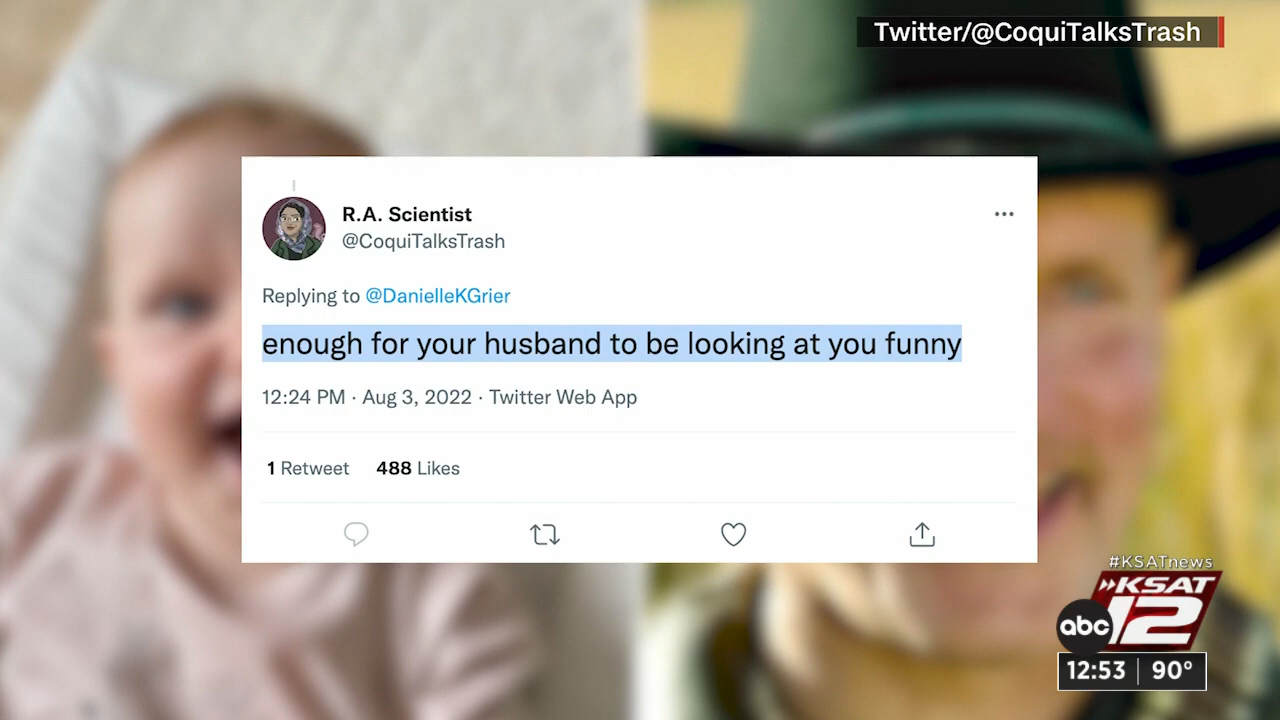 Twitter/@CoquiTalksTrash
R.A. Scientist
@CoquiTalksTrash
Replying to @DanielleKGrier
enough for your husband to be looking at you funny
12:24 PM · Aug 3, 2022 · Twitter Web App
1 Retweet 488 Likes
#KSATnews
KSAT
12
abc
12:53 90°